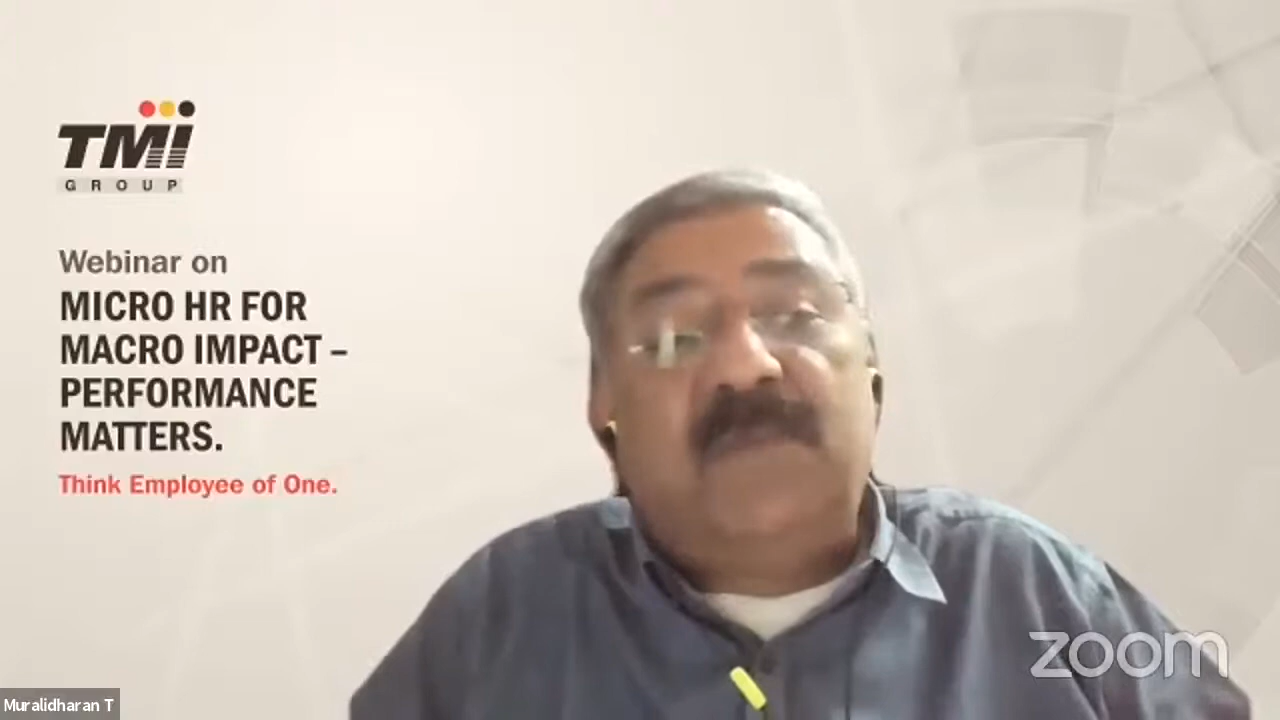 TMI
GROUP
Webinar on
MICRO HR FOR
MACRO IMPACT –
PERFORMANCE
MATTERS.
Think Employee of One.
zoom
Muralidharan T